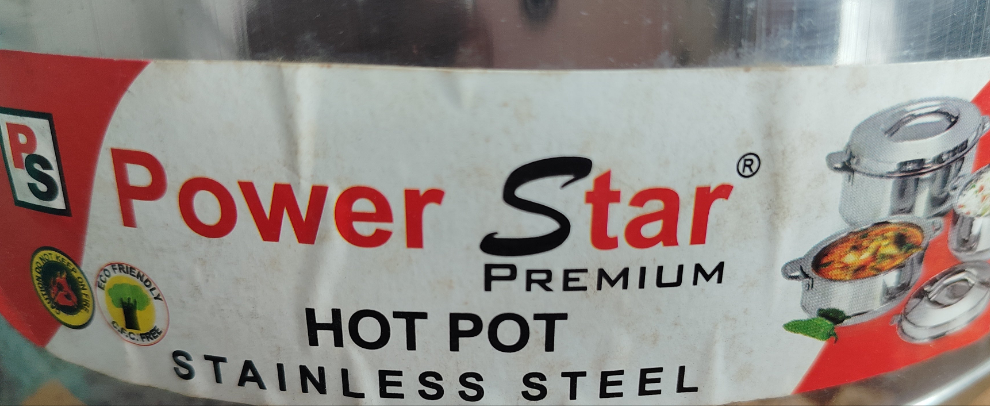 PS
Power Star®
PREMIUM
HOT POT
STAINLESS STEEL
ECO FRIENDLY
C.F.C. FREE